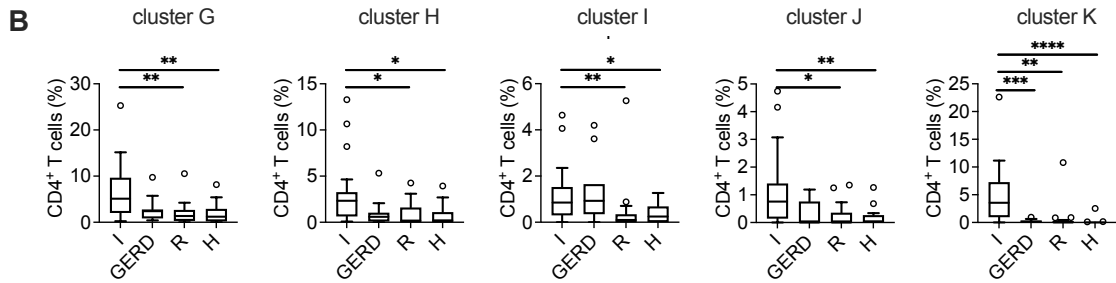 B
cluster G
cluster H
cluster I
cluster J
cluster K
CD4+ T cells (%)
30
20
10
0
**
**
I
GERD
R
H
CD4+ T cells (%)
15
10
5
0
*
*
I
GERD
R
H
CD4+ T cells (%)
6
4
2
0
*
**
I
GERD
R
H
CD4+ T cells (%)
5
4
3
2
1
0
**
*
I
GERD
R
H
CD4+ T cells (%)
25
20
15
10
5
0
****
**
***
I
GERD
R
H